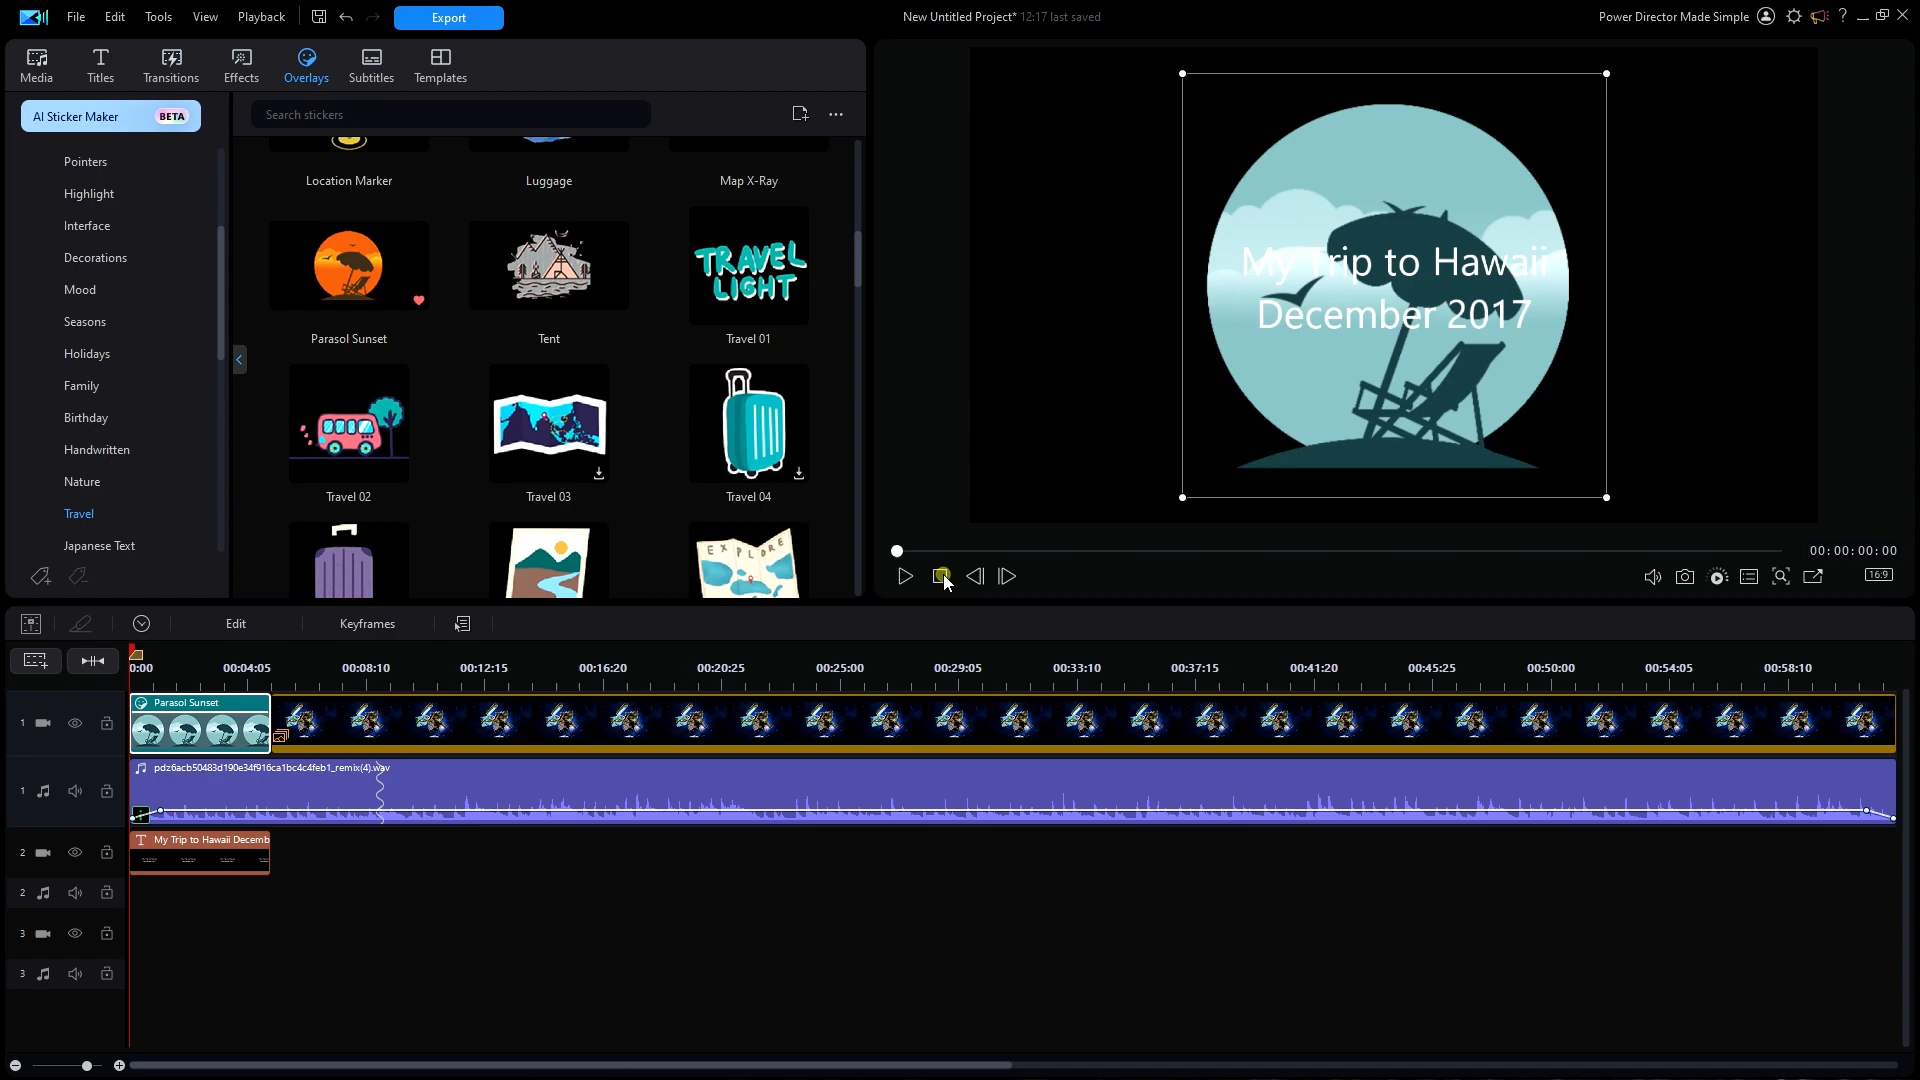 File Edit Tools View Playback Export New Untitled Project* 12:17 last saved Power Director Made Simple ?
Media Titles Transitions Effects Overlays Subtitles Templates
AI Sticker Maker BETA
Search stickers
Pointers
Highlight
Interface
Decorations
Mood
Seasons
Holidays
Family
Birthday
Handwritten
Nature
Travel
Japanese Text
Location Marker Luggage Map X-Ray
TRAVEL
LIGHT
Parasol Sunset Tent Travel 01
Travel 02 Travel 03 Travel 04
EXPLORE
My Trip to Hawaii
December 2017
00:00:00:00
16:9
Edit Keyframes
0:00 00:04:05 00:08:10 00:12:15 00:16:20 00:20:25 00:25:00 00:29:05 00:33:10 00:37:15 00:41:20 00:45:25 00:50:00 00:54:05 00:58:10
1 Parasol Sunset
1 pdz6acb50483d190e34f916ca1bc4c4feb1_remix(4).wav
2 T My Trip to Hawaii Decemb
2
3
3